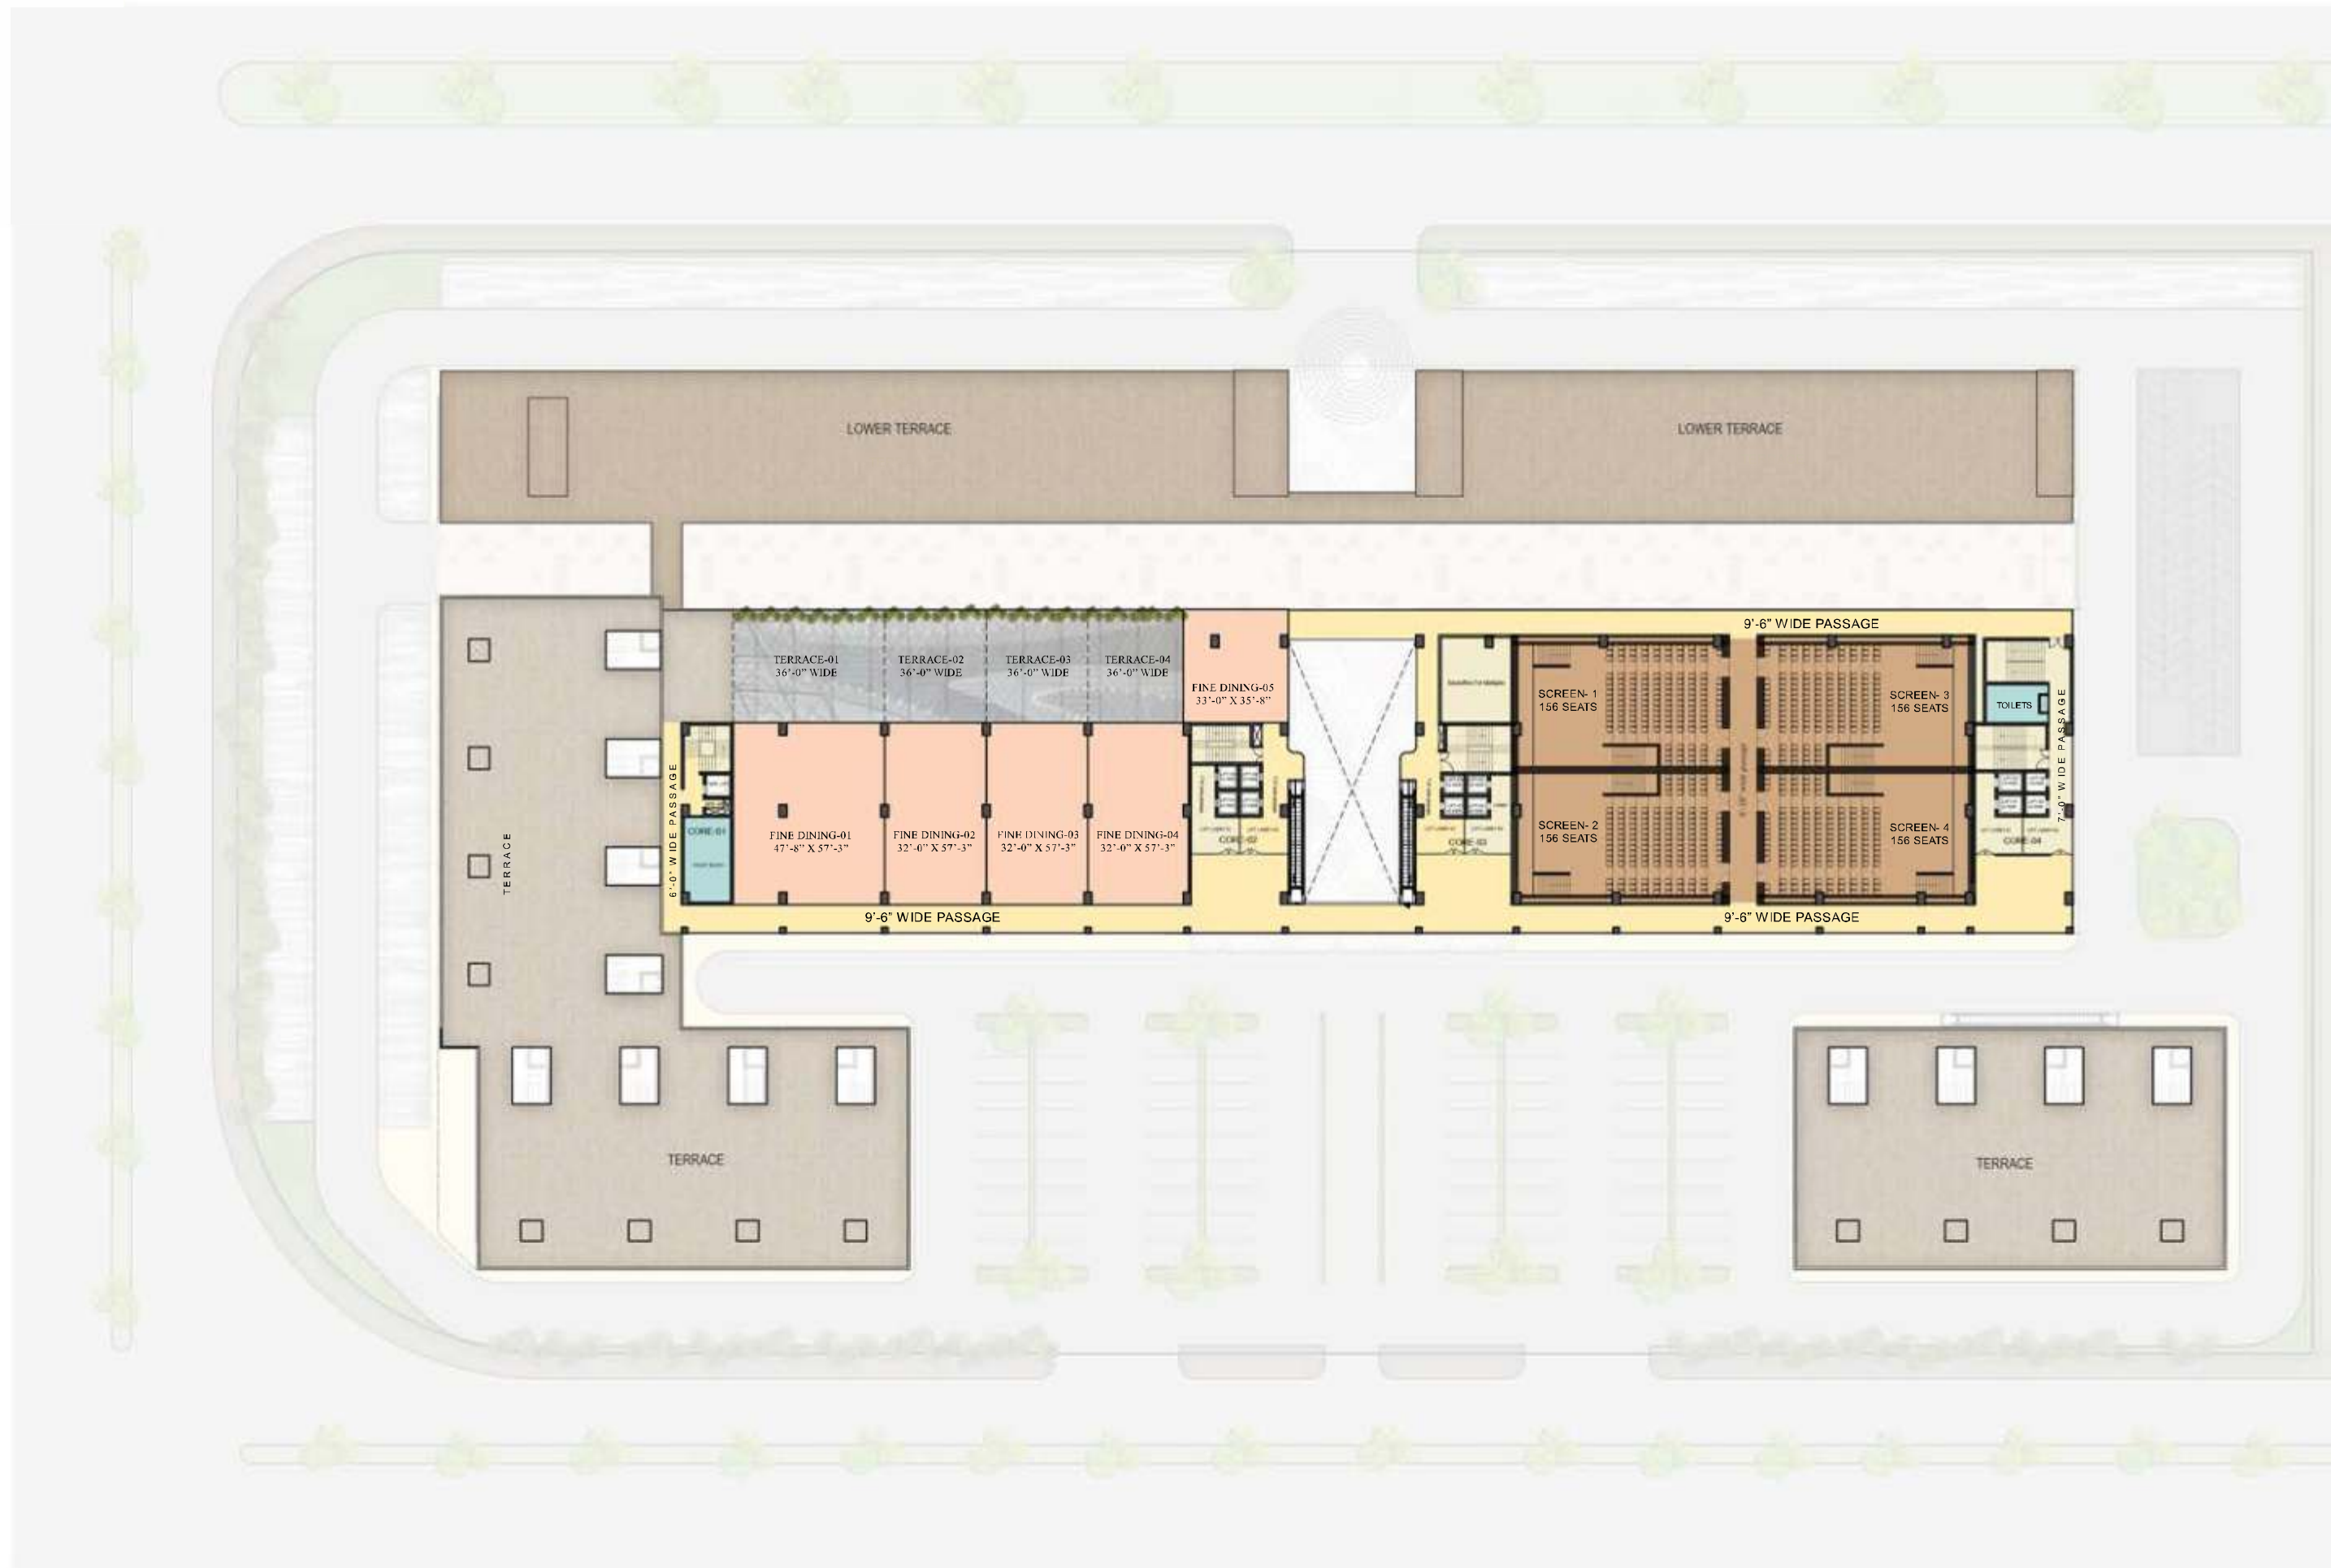 LOWER TERRACE
LOWER TERRACE
9'-6" WIDE PASSAGE
TERRACE-01
36'-0" WIDE
TERRACE-02
36'-0" WIDE
TERRACE-03
36'-0" WIDE
TERRACE-04
36'-0" WIDE
FINE DINING-05
33'-0" X 35'-8"
SCREEN- 1
156 SEATS
SCREEN- 3
156 SEATS
TOILETS
7'-0" WIDE PASSAGE
6'-0" WIDE PASSAGE
TERRACE
CORE-01
FINE DINING-01
47'-8" X 57'-3"
FINE DINING-02
32'-0" X 57'-3"
FINE DINING-03
32'-0" X 57'-3"
FINE DINING-04
32'-0" X 57'-3"
CORE-02
CORE-03
SCREEN- 2
156 SEATS
SCREEN- 4
156 SEATS
CORE-04
9'-6" WIDE PASSAGE
9'-6" WIDE PASSAGE
TERRACE
TERRACE